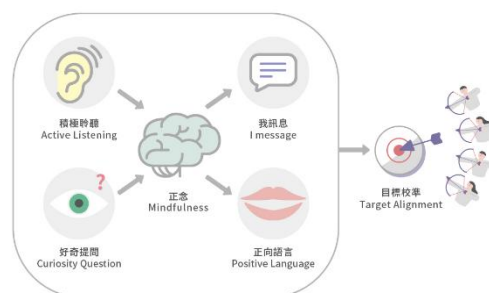 積極聆聽
Active Listening
我訊息
I message
?
正念
Mindfulness
目標校準
Target Alignment
好奇提問
Curiosity Question
正向語言
Positive Language